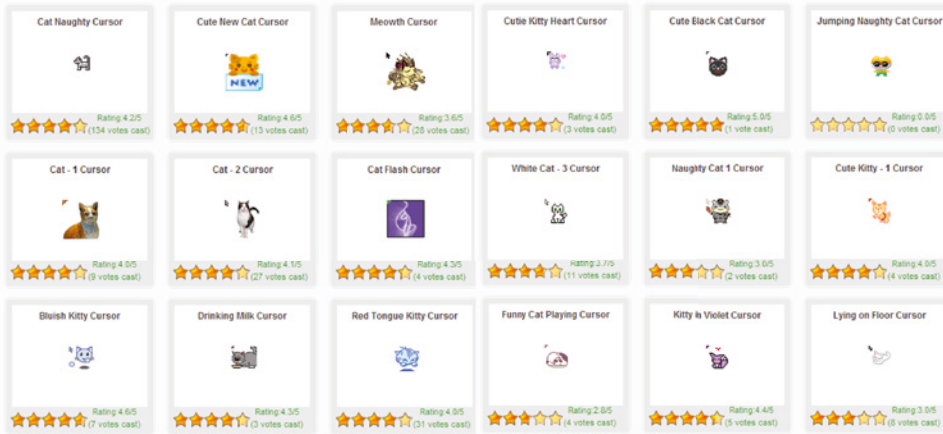 Cat Naughty Cursor
Rating:4.2/5
(134 votes cast)
Cute New Cat Cursor
NEW
Rating:4.6/5
(13 votes cast)
Meowth Cursor
Rating:3.6/5
(28 votes cast)
Cutie Kitty Heart Cursor
Rating:4.0/5
(3 votes cast)
Cute Black Cat Cursor
Rating:5.0/5
(1 vote cast)
Jumping Naughty Cat Cursor
Rating:0.0/5
(0 votes cast)
Cat - 1 Cursor
Rating:4.0/5
(9 votes cast)
Cat - 2 Cursor
Rating:4.1/5
(27 votes cast)
Cat Flash Cursor
Rating:4.3/5
(4 votes cast)
White Cat - 3 Cursor
Rating:3.7/5
(11 votes cast)
Naughty Cat 1 Cursor
Rating:3.0/5
(2 votes cast)
Cute Kitty - 1 Cursor
Rating:4.0/5
(4 votes cast)
Bluish Kitty Cursor
Rating:4.6/5
(7 votes cast)
Drinking Milk Cursor
Rating:4.3/5
(3 votes cast)
Red Tongue Kitty Cursor
Rating:4.0/5
(31 votes cast)
Funny Cat Playing Cursor
Rating:2.8/5
(4 votes cast)
Kitty In Violet Cursor
Rating:4.4/5
(5 votes cast)
Lying on Floor Cursor
Rating:3.0/5
(8 votes cast)